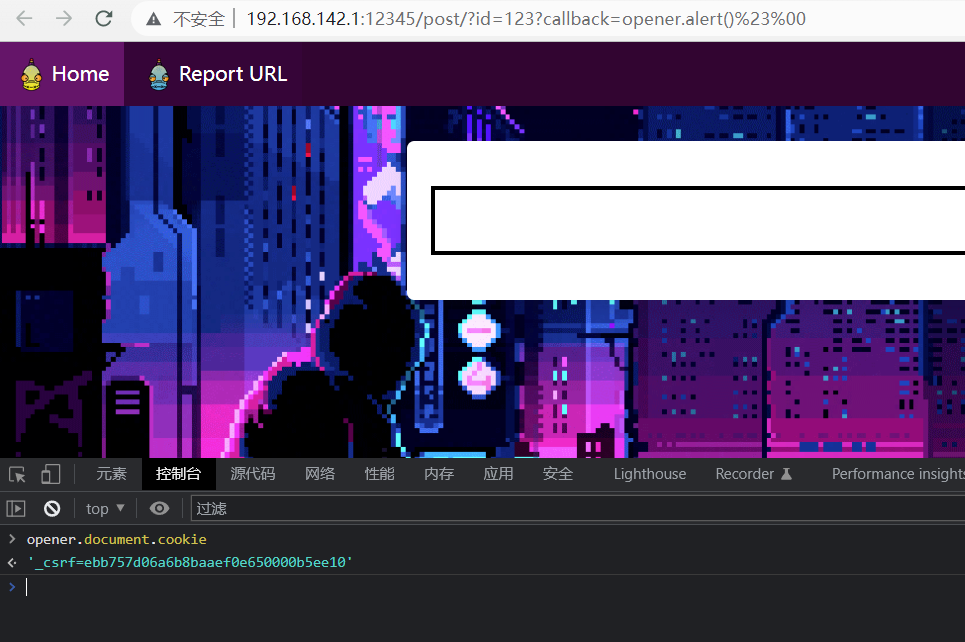 不安全 192.168.142.1:12345/post/?id=123?callback=opener.alert()%23%00
Home Report URL
元素 控制台 源代码 网络 性能 内存 应用 安全 Lighthouse Recorder Performance insights
top ▼ 过滤
> opener.document.cookie
<· '_csrf=ebb757d06a6b8baaef0e650000b5ee10'
>